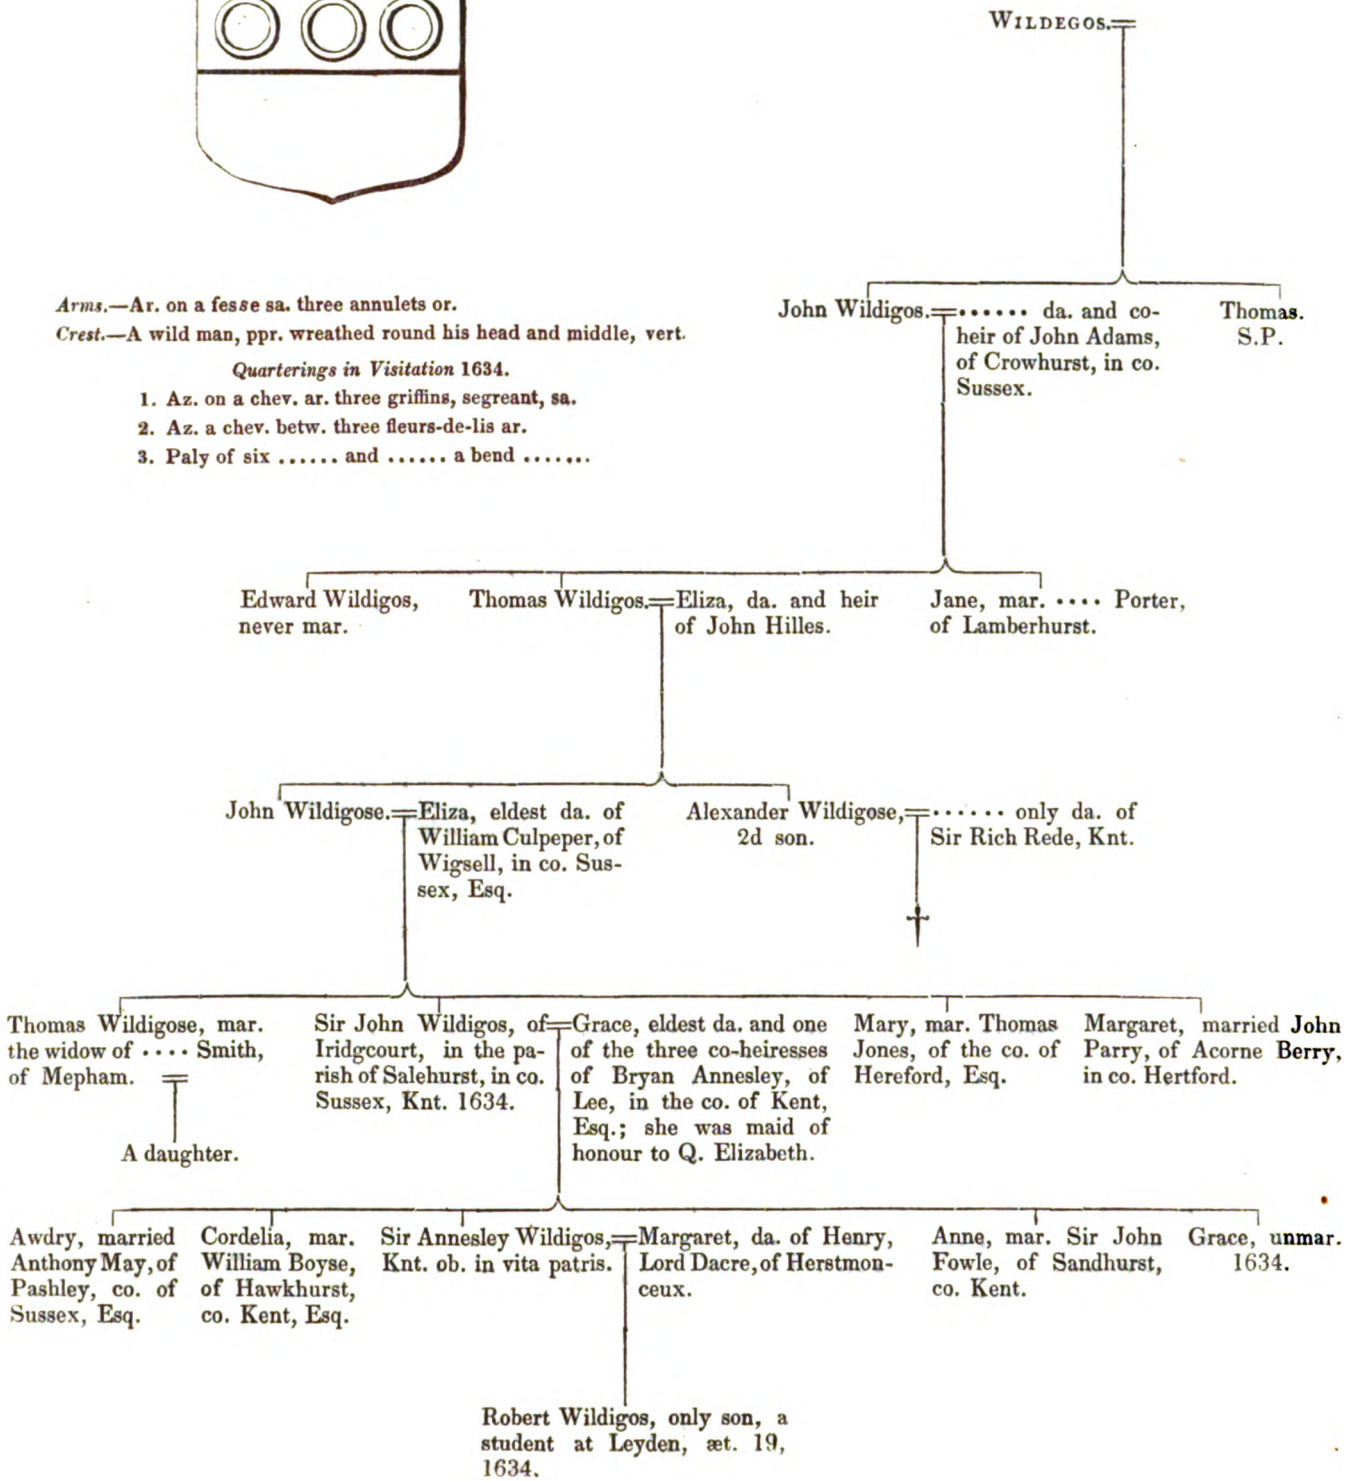 WILDEGOS.
Arms.—Ar. on a fesse sa. three annulets or.
Crest.—A wild man, ppr. wreathed round his head and middle, vert.
Quarterings in Visitation 1634.
1. Az. on a chev. ar. three griffins, segreant, sa.
2. Az. a chev. betw. three fleurs-de-lis ar.
3. Paly of six ...... and ...... a bend .......
John Wildigos.
...... da. and co-
heir of John Adams,
of Crowhurst, in co.
Sussex.
Thomas.
S.P.
Edward Wildigos,
never mar.
Thomas Wildigos.
Eliza, da. and heir
of John Hilles.
Jane, mar. .... Porter,
of Lamberhurst.
John Wildigose.
Eliza, eldest da. of
William Culpeper, of
Wigsell, in co. Sus-
sex, Esq.
Alexander Wildigose,
2d son.
...... only da. of
Sir Rich Rede, Knt.
Thomas Wildigose, mar.
the widow of .... Smith,
of Mepham.
A daughter.
Sir John Wildigos, of
Iridgcourt, in the pa-
rish of Salehurst, in co.
Sussex, Knt. 1634.
Grace, eldest da. and one
of the three co-heiresses
of Bryan Annesley, of
Lee, in the co. of Kent,
Esq.; she was maid of
honour to Q. Elizabeth.
Mary, mar. Thomas
Jones, of the co. of
Hereford, Esq.
Margaret, married John
Parry, of Acorne Berry,
in co. Hertford.
Awdry, married
Anthony May, of
Pashley, co. of
Sussex, Esq.
Cordelia, mar.
William Boyse,
of Hawkhurst,
co. Kent, Esq.
Sir Annesley Wildigos,
Knt. ob. in vita patris.
Margaret, da. of Henry,
Lord Dacre, of Herstmon-
ceux.
Anne, mar. Sir John
Fowle, of Sandhurst,
co. Kent.
Grace, unmar.
1634.
Robert Wildigos, only son, a
student at Leyden, æt. 19,
1634.